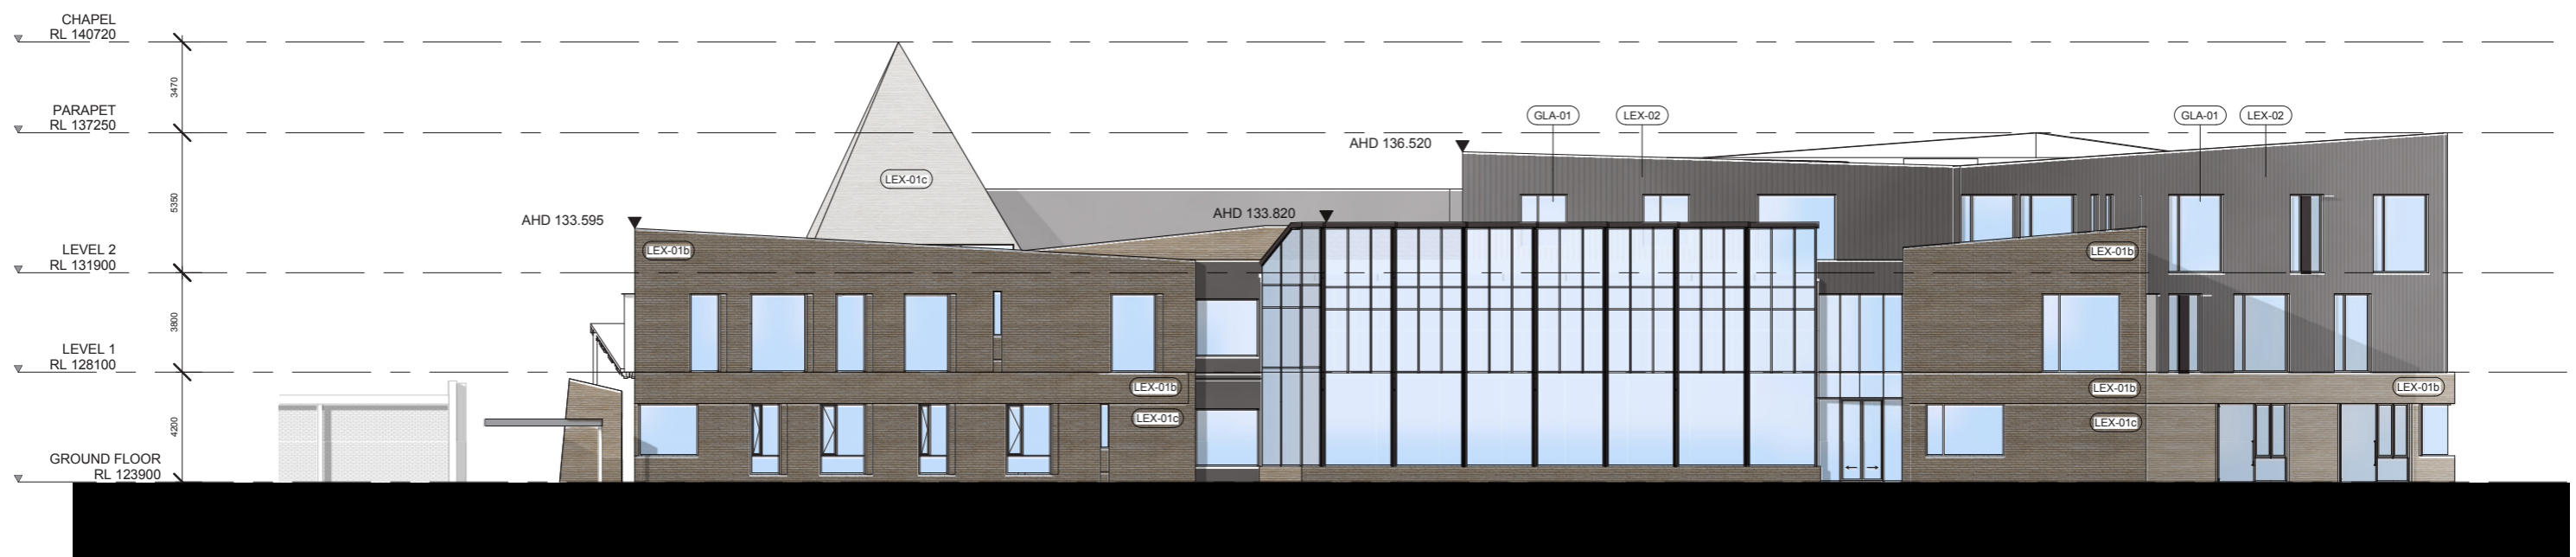 CHAPEL
RL 140720
3470
PARAPET
RL 137250
GLA-01
LEX-02
GLA-01
LEX-02
AHD 136.520
LEX-01c
5350
AHD 133.595
AHD 133.820
LEX-01b
LEX-01b
LEVEL 2
RL 131900
3800
LEVEL 1
RL 128100
LEX-01b
LEX-01b
LEX-01b
LEX-01c
LEX-01c
4200
GROUND FLOOR
RL 123900